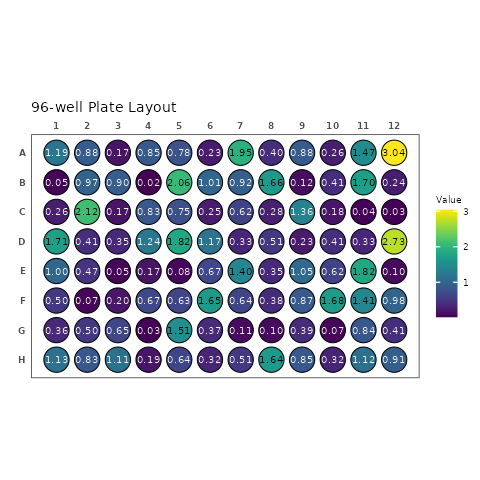 96-well Plate Layout
1 2 3 4 5 6 7 8 9 10 11 12
A 1.19 0.88 0.17 0.85 0.78 0.23 1.95 0.40 0.88 0.26 1.47 3.04
B 0.05 0.97 0.90 0.02 2.06 1.01 0.92 1.66 0.12 0.41 1.70 0.24
C 0.26 2.12 0.17 0.83 0.75 0.25 0.62 0.28 1.36 0.18 0.04 0.03
D 1.71 0.41 0.35 1.24 1.82 1.17 0.33 0.51 0.23 0.41 0.33 2.73
E 1.00 0.47 0.05 0.17 0.08 0.67 1.40 0.35 1.05 0.62 1.82 0.10
F 0.50 0.07 0.20 0.67 0.63 1.65 0.64 0.38 0.87 1.68 1.41 0.98
G 0.36 0.50 0.65 0.03 1.51 0.37 0.11 0.10 0.39 0.07 0.84 0.41
H 1.13 0.83 1.11 0.19 0.64 0.32 0.51 1.64 0.85 0.32 1.12 0.91
Value
3
2
1